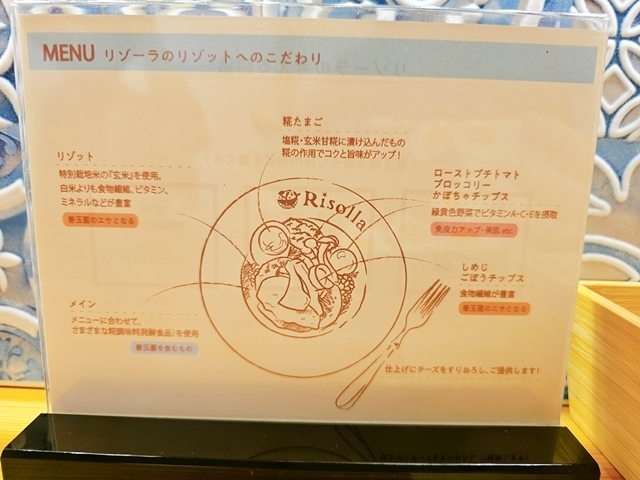 MENU リゾーラのリゾットへのこだわり
糀たまご
塩糀・玄米甘糀に漬け込んだもの
糀の作用でコクと旨味がアップ！
リゾット
特別栽培米の「玄米」を使用。
白米よりも食物繊維、ビタミン、
ミネラルなどが豊富
善玉菌のエサとなる
ローストプチトマト
ブロッコリー
かぼちゃチップス
緑黄色野菜でビタミンA・C・Eを摂取
免疫力アップ・美肌 etc.
Risolla
しめじ
ごぼうチップス
食物繊維が豊富
善玉菌のエサとなる
メイン
メニューに合わせて、
さまざまな糀調味料(発酵食品)を使用
善玉菌を含むもの
仕上げにチーズをすりおろし、ご提供します！